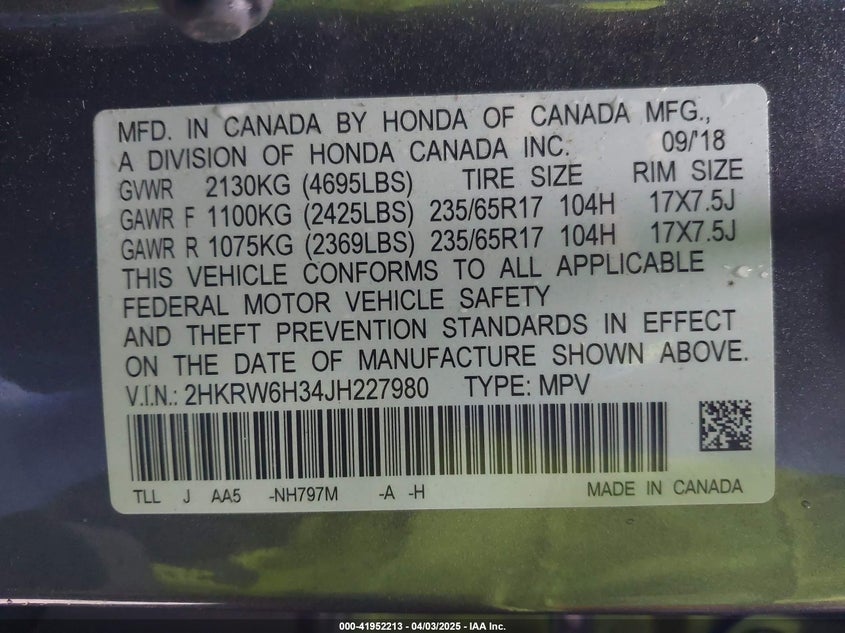 MFD. IN CANADA BY HONDA OF CANADA MFG.,
A DIVISION OF HONDA CANADA INC. 09/'18
GVWR 2130KG (4695LBS) TIRE SIZE RIM SIZE
GAWR F 1100KG (2425LBS) 235/65R17 104H 17X7.5J
GAWR R 1075KG (2369LBS) 235/65R17 104H 17X7.5J
THIS VEHICLE CONFORMS TO ALL APPLICABLE
FEDERAL MOTOR VEHICLE SAFETY
AND THEFT PREVENTION STANDARDS IN EFFECT
ON THE DATE OF MANUFACTURE SHOWN ABOVE.
V.I.N.: 2HKRW6H34JH227980 TYPE: MPV
TLL J AA5 -NH797M -A -H MADE IN CANADA
000-41952213 - 04/03/2025 - IAA Inc.